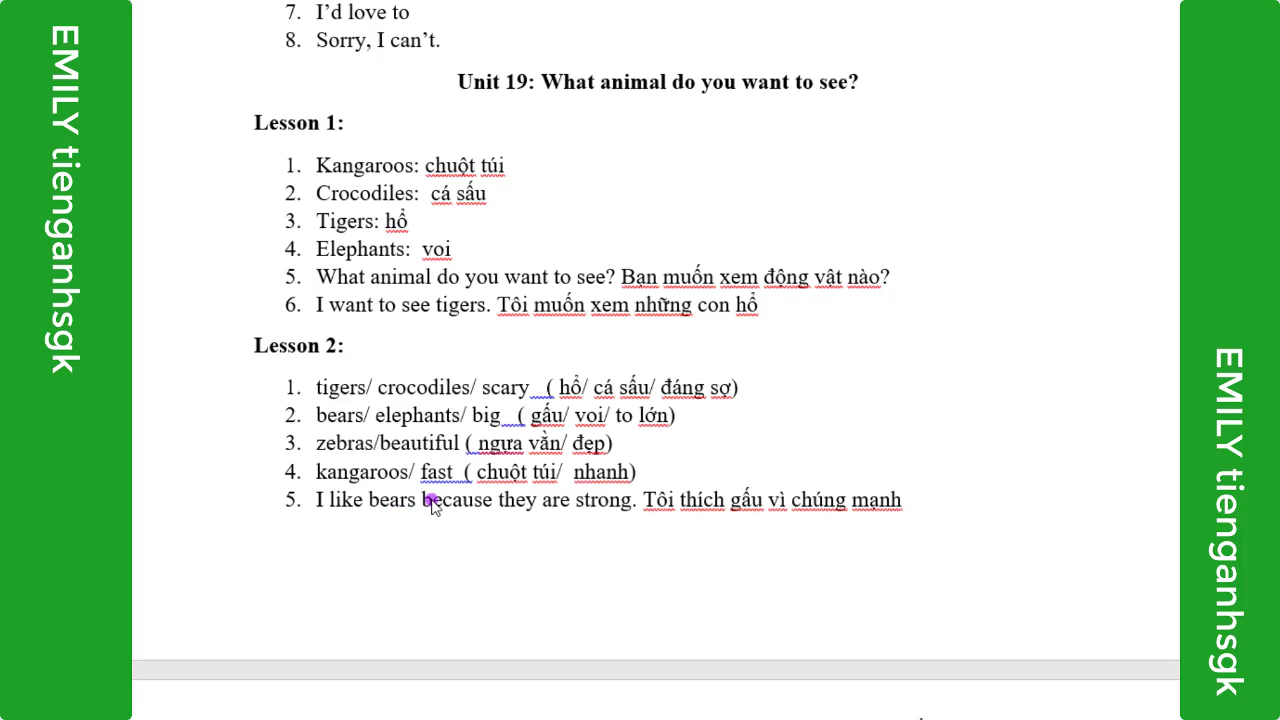 EMILY tienganhsgk
7. I'd love to
8. Sorry, I can't.
Unit 19: What animal do you want to see?
Lesson 1:
1. Kangaroos: chuột túi
2. Crocodiles: cá sấu
3. Tigers: hổ
4. Elephants: voi
5. What animal do you want to see? Bạn muốn xem động vật nào?
6. I want to see tigers. Tôi muốn xem những con hổ
Lesson 2:
1. tigers/ crocodiles/ scary ( hổ/ cá sấu/ đáng sợ)
2. bears/ elephants/ big ( gấu/ voi/ to lớn)
3. zebras/beautiful ( ngựa vằn/ đẹp)
4. kangaroos/ fast ( chuột túi/ nhanh)
5. I like bears because they are strong. Tôi thích gấu vì chúng mạnh
EMILY tienganhsgk